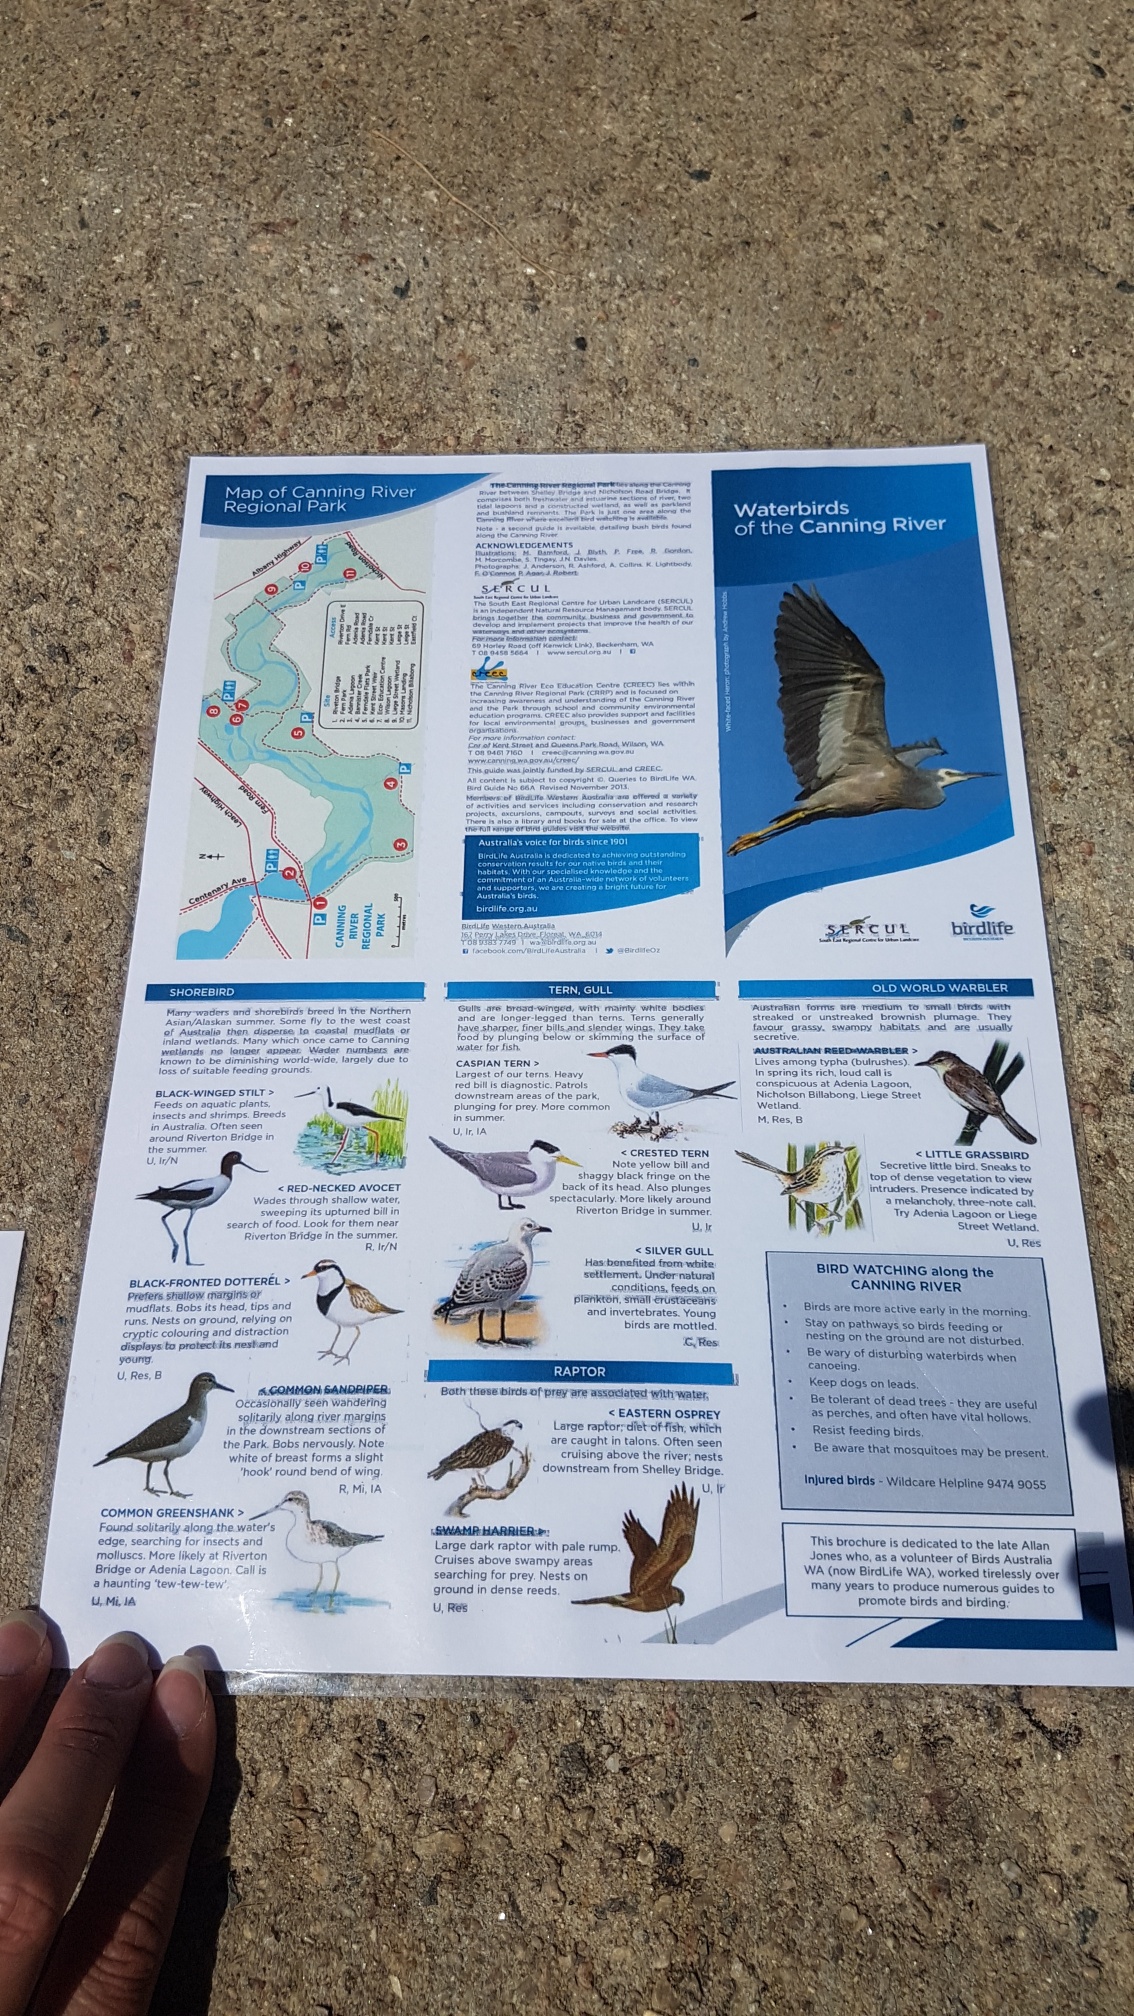 Map of Canning River
Regional Park
Albany Highway
Nicholson Road
Leach Highway
Fern Road
Centenary Ave
N
1
2
3
4
5
6
7
8
9
10
11
P
CANNING
RIVER
REGIONAL
PARK
Site
Access
1. Riverton Bridge
2. Fern Park
3. Adenia Lagoon
4. Bannister Creek
5. Ferndale Flats Park
6. Kent Street Weir
7. Eco Education Centre
8. Wilson Lagoon
9. Liege Street Wetland
10. Masons Landing
11. Nicholson Billabong
Riverton Drive E
Fern Rd
Adenia Road
Adenia Road
Ferndale Cr
Kent St
Kent St
Kent St
Liege St
Liege St
The Canning River Regional Park lies along the Canning
River between Shelley Bridge and Nicholson Road Bridge. It
comprises both freshwater and estuarine sections of river, two
tidal lagoons and a constructed wetland, as well as parkland
and bushland remnants. The Park is just one area along the
Canning River where excellent bird watching is available.
Note - a second guide is available, detailing bush birds found
along the Canning River.
ACKNOWLEDGEMENTS
Illustrations: M. Bamford, J. Blyth, P. Free, R. Gordon,
M. Morcombe, S. Tingay, J.N. Davies.
Photographs: J. Anderson, R. Ashford, A. Collins, K. Lightbody,
F. O'Connor, P. Agar, J. Robert.
SERCUL
South East Regional Centre for Urban Landcare
The South East Regional Centre for Urban Landcare (SERCUL)
is an independent Natural Resource Management body. SERCUL
brings together the community, business and government to
develop and implement projects that improve the health of our
waterways and other ecosystems.
For more information contact:
69 Horley Road (off Kenwick Link), Beckenham, WA
T 08 9458 5664 | www.sercul.org.au |
creec
The Canning River Eco Education Centre (CREEC) lies within
the Canning River Regional Park (CRRP) and is focused on
increasing awareness and understanding of the Canning River
and the Park through school and community environmental
education programs. CREEC also provides support and facilities
for local environmental groups, businesses and government
organisations.
For more information contact:
Cnr of Kent Street and Queens Park Road, Wilson, WA
T 08 9461 7160 | creec@canning.wa.gov.au
www.canning.wa.gov.au/creec/
This guide was jointly funded by SERCUL and CREEC.
All content is subject to copyright ©. Queries to BirdLife WA.
Bird Guide No 66A. Revised November 2013.
Members of BirdLife Western Australia are offered a variety
of activities and services including conservation and research
projects, excursions, campouts, surveys and social activities.
There is also a library and books for sale at the office. To view
the full range of bird guides visit the website.
Australia's voice for birds since 1901
BirdLife Australia is dedicated to achieving outstanding
conservation results for our native birds and their
habitats. With our specialised knowledge and the
commitment of an Australia-wide network of volunteers
and supporters, we are creating a bright future for
Australia's birds.
birdlife.org.au
BirdLife Western Australia
167 Perry Lakes Drive, Floreat, WA, 6014
T 08 9383 7749 | wa@birdlife.org.au
facebook.com/BirdLifeAustralia | @BirdlifeOz
Waterbirds
of the Canning River
White-faced Heron: photograph by Andrew Hobbs
SERCUL
South East Regional Centre for Urban Landcare
birdlife
WESTERN AUSTRALIA
SHOREBIRD
Many waders and shorebirds breed in the Northern
Asian/Alaskan summer. Some fly to the west coast
of Australia then disperse to coastal mudflats or
inland wetlands. Many which once came to Canning
wetlands no longer appear. Wader numbers are
known to be diminishing world-wide, largely due to
loss of suitable feeding grounds.
BLACK-WINGED STILT >
Feeds on aquatic plants,
insects and shrimps. Breeds
in Australia. Often seen
around Riverton Bridge in
the summer.
U, Ir/N
< RED-NECKED AVOCET
Wades through shallow water,
sweeping its upturned bill in
search of food. Look for them near
Riverton Bridge in the summer.
R, Ir/N
BLACK-FRONTED DOTTEREL >
Prefers shallow margins or
mudflats. Bobs its head, tips and
runs. Nests on ground, relying on
cryptic colouring and distraction
displays to protect its nest and
young.
U, Res, B
< COMMON SANDPIPER
Occasionally seen wandering
solitarily along river margins
in the downstream sections of
the Park. Bobs nervously. Note
white of breast forms a slight
'hook' round bend of wing.
R, Mi, IA
COMMON GREENSHANK >
Found solitarily along the water's
edge, searching for insects and
molluscs. More likely at Riverton
Bridge or Adenia Lagoon. Call is
a haunting 'tew-tew-tew'.
U, Mi, IA
TERN, GULL
Gulls are broad-winged, with mainly white bodies
and are longer-legged than terns. Terns generally
have sharper, finer bills and slender wings. They take
food by plunging below or skimming the surface of
water for fish.
CASPIAN TERN >
Largest of our terns. Heavy
red bill is diagnostic. Patrols
downstream areas of the park,
plunging for prey. More common
in summer.
U, Ir, IA
< CRESTED TERN
Note yellow bill and
shaggy black fringe on the
back of its head. Also plunges
spectacularly. More likely around
Riverton Bridge in summer.
U, Ir
< SILVER GULL
Has benefited from white
settlement. Under natural
conditions, feeds on
plankton, small crustaceans
and invertebrates. Young
birds are mottled.
C, Res
RAPTOR
Both these birds of prey are associated with water.
< EASTERN OSPREY
Large raptor; diet of fish, which
are caught in talons. Often seen
cruising above the river; nests
downstream from Shelley Bridge.
U, Ir
SWAMP HARRIER >
Large dark raptor with pale rump.
Cruises above swampy areas
searching for prey. Nests on
ground in dense reeds.
U, Res
OLD WORLD WARBLER
Australian forms are medium to small birds with
streaked or unstreaked brownish plumage. They
favour grassy, swampy habitats and are usually
secretive.
AUSTRALIAN REED-WARBLER >
Lives among typha (bulrushes).
In spring its rich, loud call is
conspicuous at Adenia Lagoon,
Nicholson Billabong, Liege Street
Wetland.
M, Res, B
< LITTLE GRASSBIRD
Secretive little bird. Sneaks to
top of dense vegetation to view
intruders. Presence indicated by
a melancholy, three-note call.
Try Adenia Lagoon or Liege
Street Wetland.
U, Res
BIRD WATCHING along the
CANNING RIVER
• Birds are more active early in the morning.
• Stay on pathways so birds feeding or
nesting on the ground are not disturbed.
• Be wary of disturbing waterbirds when
canoeing.
• Keep dogs on leads.
• Be tolerant of dead trees - they are useful
as perches, and often have vital hollows.
• Resist feeding birds.
• Be aware that mosquitoes may be present.
Injured birds - Wildcare Helpline 9474 9055
This brochure is dedicated to the late Allan
Jones who, as a volunteer of Birds Australia
WA (now BirdLife WA), worked tirelessly over
many years to produce numerous guides to
promote birds and birding.